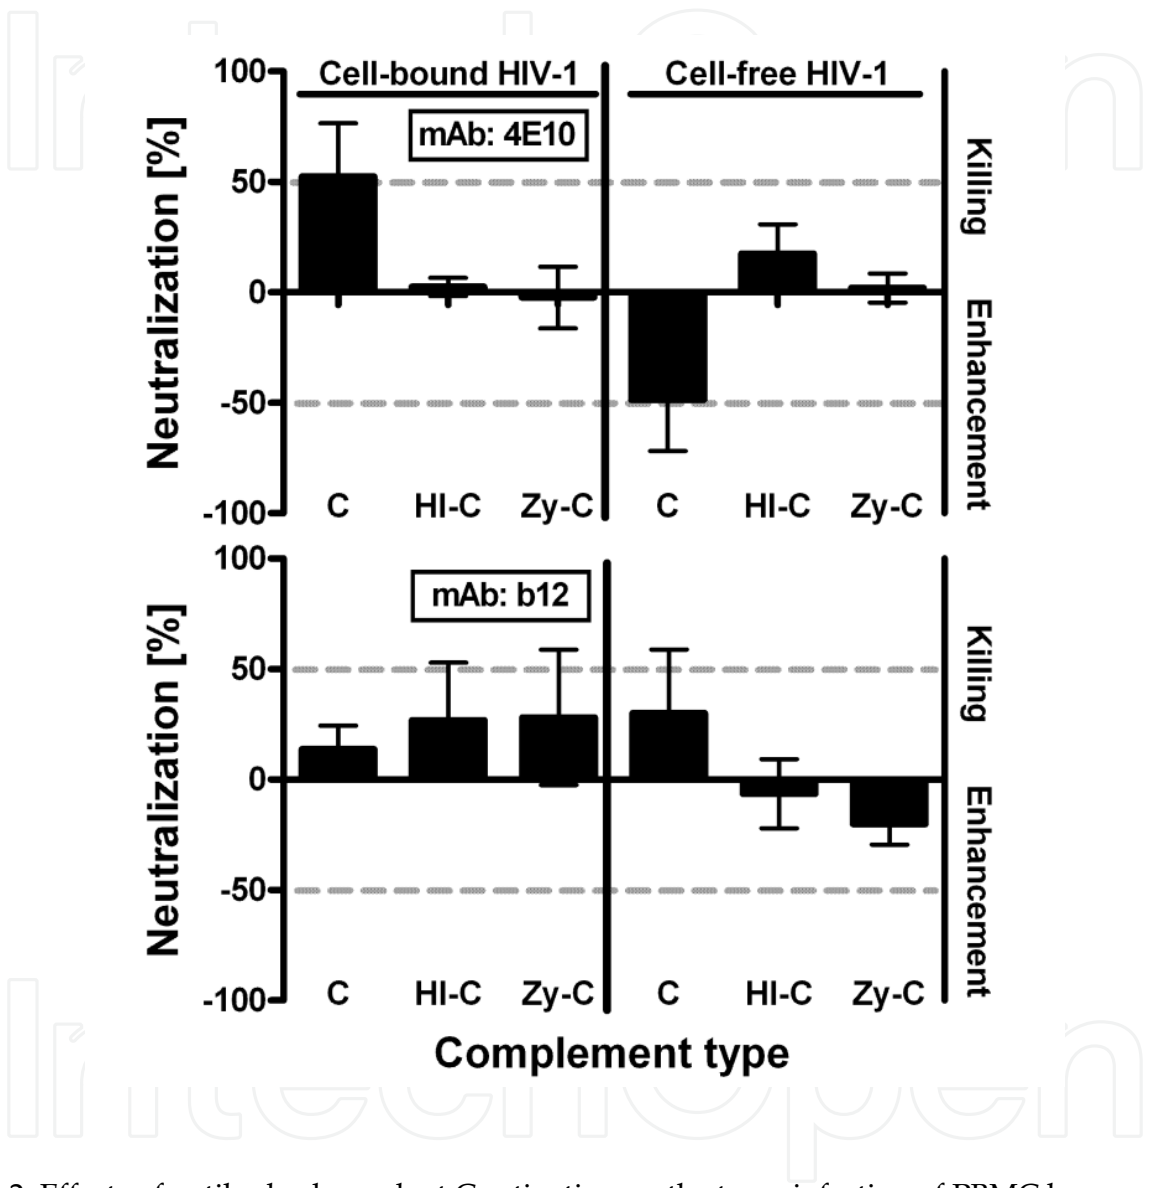 Cell-bound HIV-1 Cell-free HIV-1
mAb: 4E10
Neutralization [%]
100
50
0
-50
-100
C HI-C Zy-C C HI-C Zy-C
Killing
Enhancement
mAb: b12
Neutralization [%]
100
50
0
-50
-100
C HI-C Zy-C C HI-C Zy-C
Killing
Enhancement
Complement type
IntechOpen